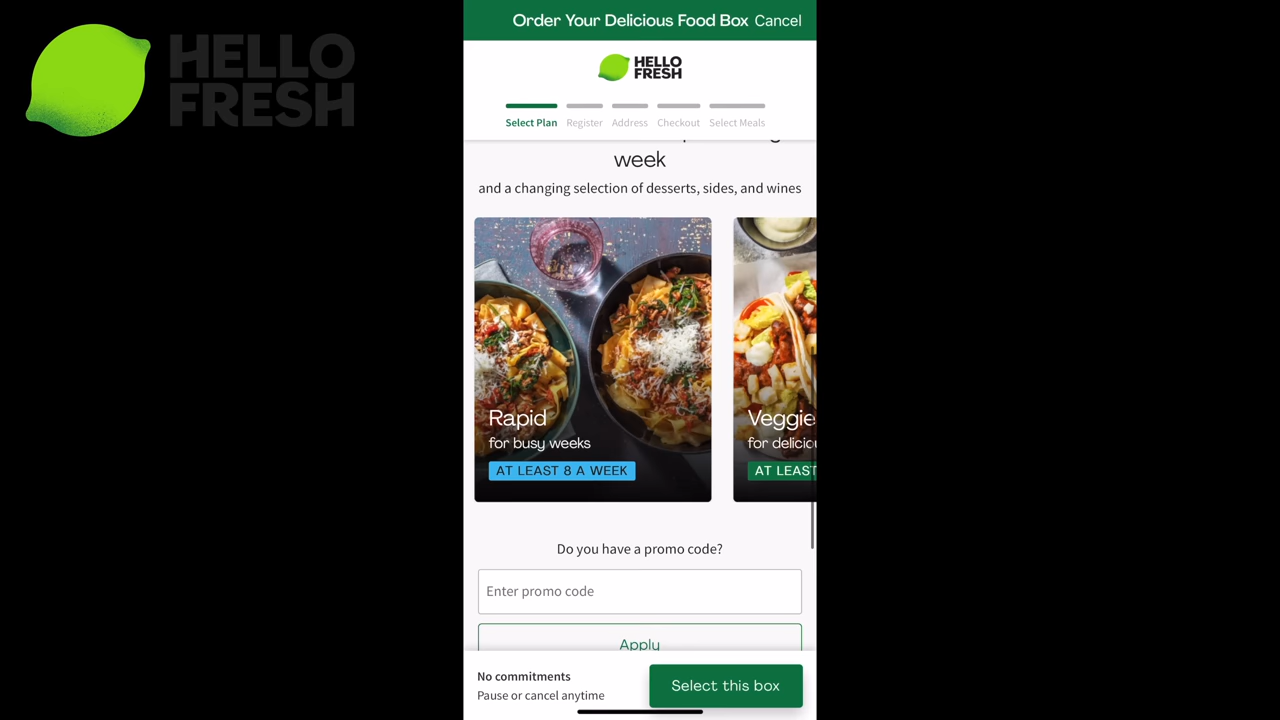 HELLO
FRESH
Order Your Delicious Food Box Cancel
HELLO
FRESH
Select Plan Register Address Checkout Select Meals
week
and a changing selection of desserts, sides, and wines
Rapid
for busy weeks
AT LEAST 8 A WEEK
Veggie
for
AT LEAST
Do you have a promo code?
Enter promo code
Apply
No commitments
Pause or cancel anytime
Select this box